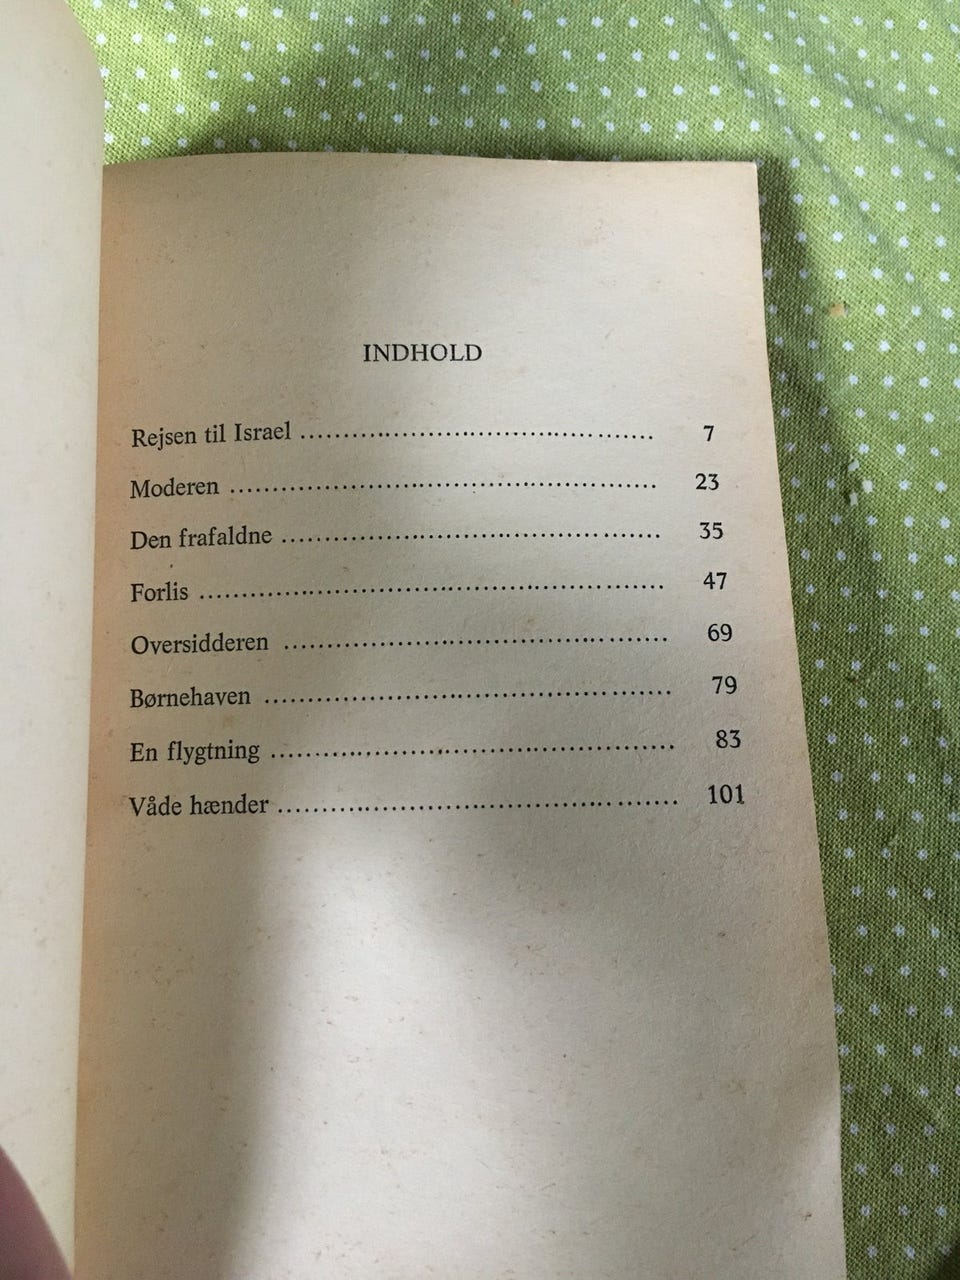 INDHOLD
Rejsen til Israel ........................................ 7
Moderen ................................................ 23
Den frafaldne ........................................... 35
Forlis ..................................................... 47
Oversidderen ............................................ 69
Børnehaven .............................................. 79
En flygtning .............................................. 83
Våde hænder ............................................. 101